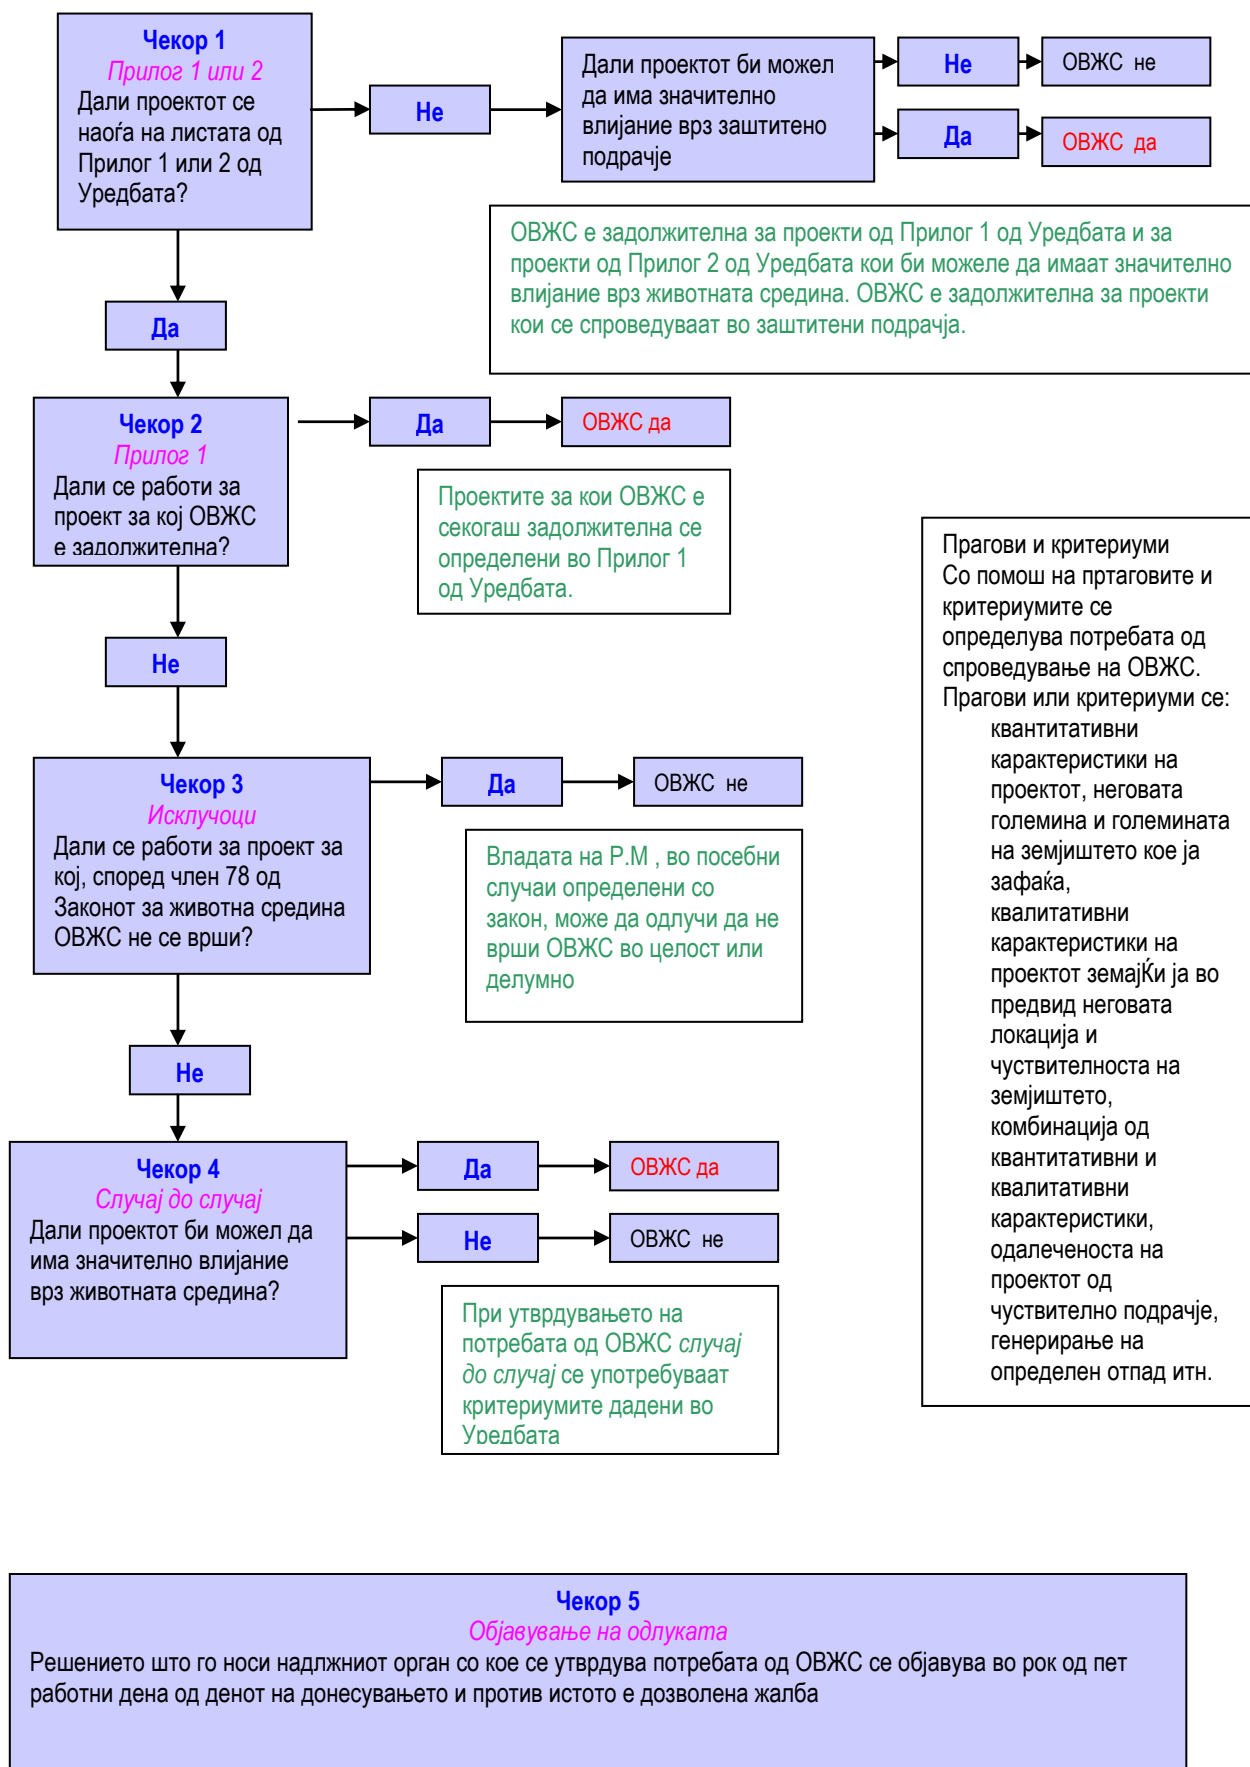 Чекор 1
Прилог 1 или 2
Дали проектот се
наоѓа на листата од
Прилог 1 или 2 од
Уредбата?
Не
Дали проектот би можел
да има значително
влијание врз заштитено
подрачје
Не
ОВЖС не
Да
ОВЖС да
ОВЖС е задолжителна за проекти од Прилог 1 од Уредбата и за
проекти од Прилог 2 од Уредбата кои би можеле да имаат значително
влијание врз животната средина. ОВЖС е задолжителна за проекти
кои се спроведуваат во заштитени подрачја.
Да
Чекор 2
Прилог 1
Дали се работи за
проект за кој ОВЖС
е задолжителна?
Да
ОВЖС да
Проектите за кои ОВЖС е
секогаш задолжителна се
определени во Прилог 1
од Уредбата.
Не
Чекор 3
Исклучоци
Дали се работи за проект за
кој, според член 78 од
Законот за животна средина
ОВЖС не се врши?
Да
ОВЖС не
Владата на Р.М , во посебни
случаи определени со
закон, може да одлучи да не
врши ОВЖС во целост или
делумно
Не
Чекор 4
Случај до случај
Дали проектот би можел да
има значително влијание
врз животната средина?
Да
ОВЖС да
Не
ОВЖС не
При утврдувањето на
потребата од ОВЖС случај
до случај се употребуваат
критериумите дадени во
Уредбата
Прагови и критериуми
Со помош на пртаговите и
критериумите се
определува потребата од
спроведување на ОВЖС.
Прагови или критериуми се:
квантитативни
карактеристики на
проектот, неговата
големина и големината
на земјиштето кое ја
зафаќа,
квалитативни
карактеристики на
проектот земајЌи ја во
предвид неговата
локација и
чуствителноста на
земјиштето,
комбинација од
квантитативни и
квалитативни
карактеристики,
одалеченоста на
проектот од
чуствително подрачје,
генерирање на
определен отпад итн.
Чекор 5
Објавување на одлуката
Решението што го носи надлжниот орган со кое се утврдува потребата од ОВЖС се објавува во рок од пет
работни дена од денот на донесувањето и против истото е дозволена жалба